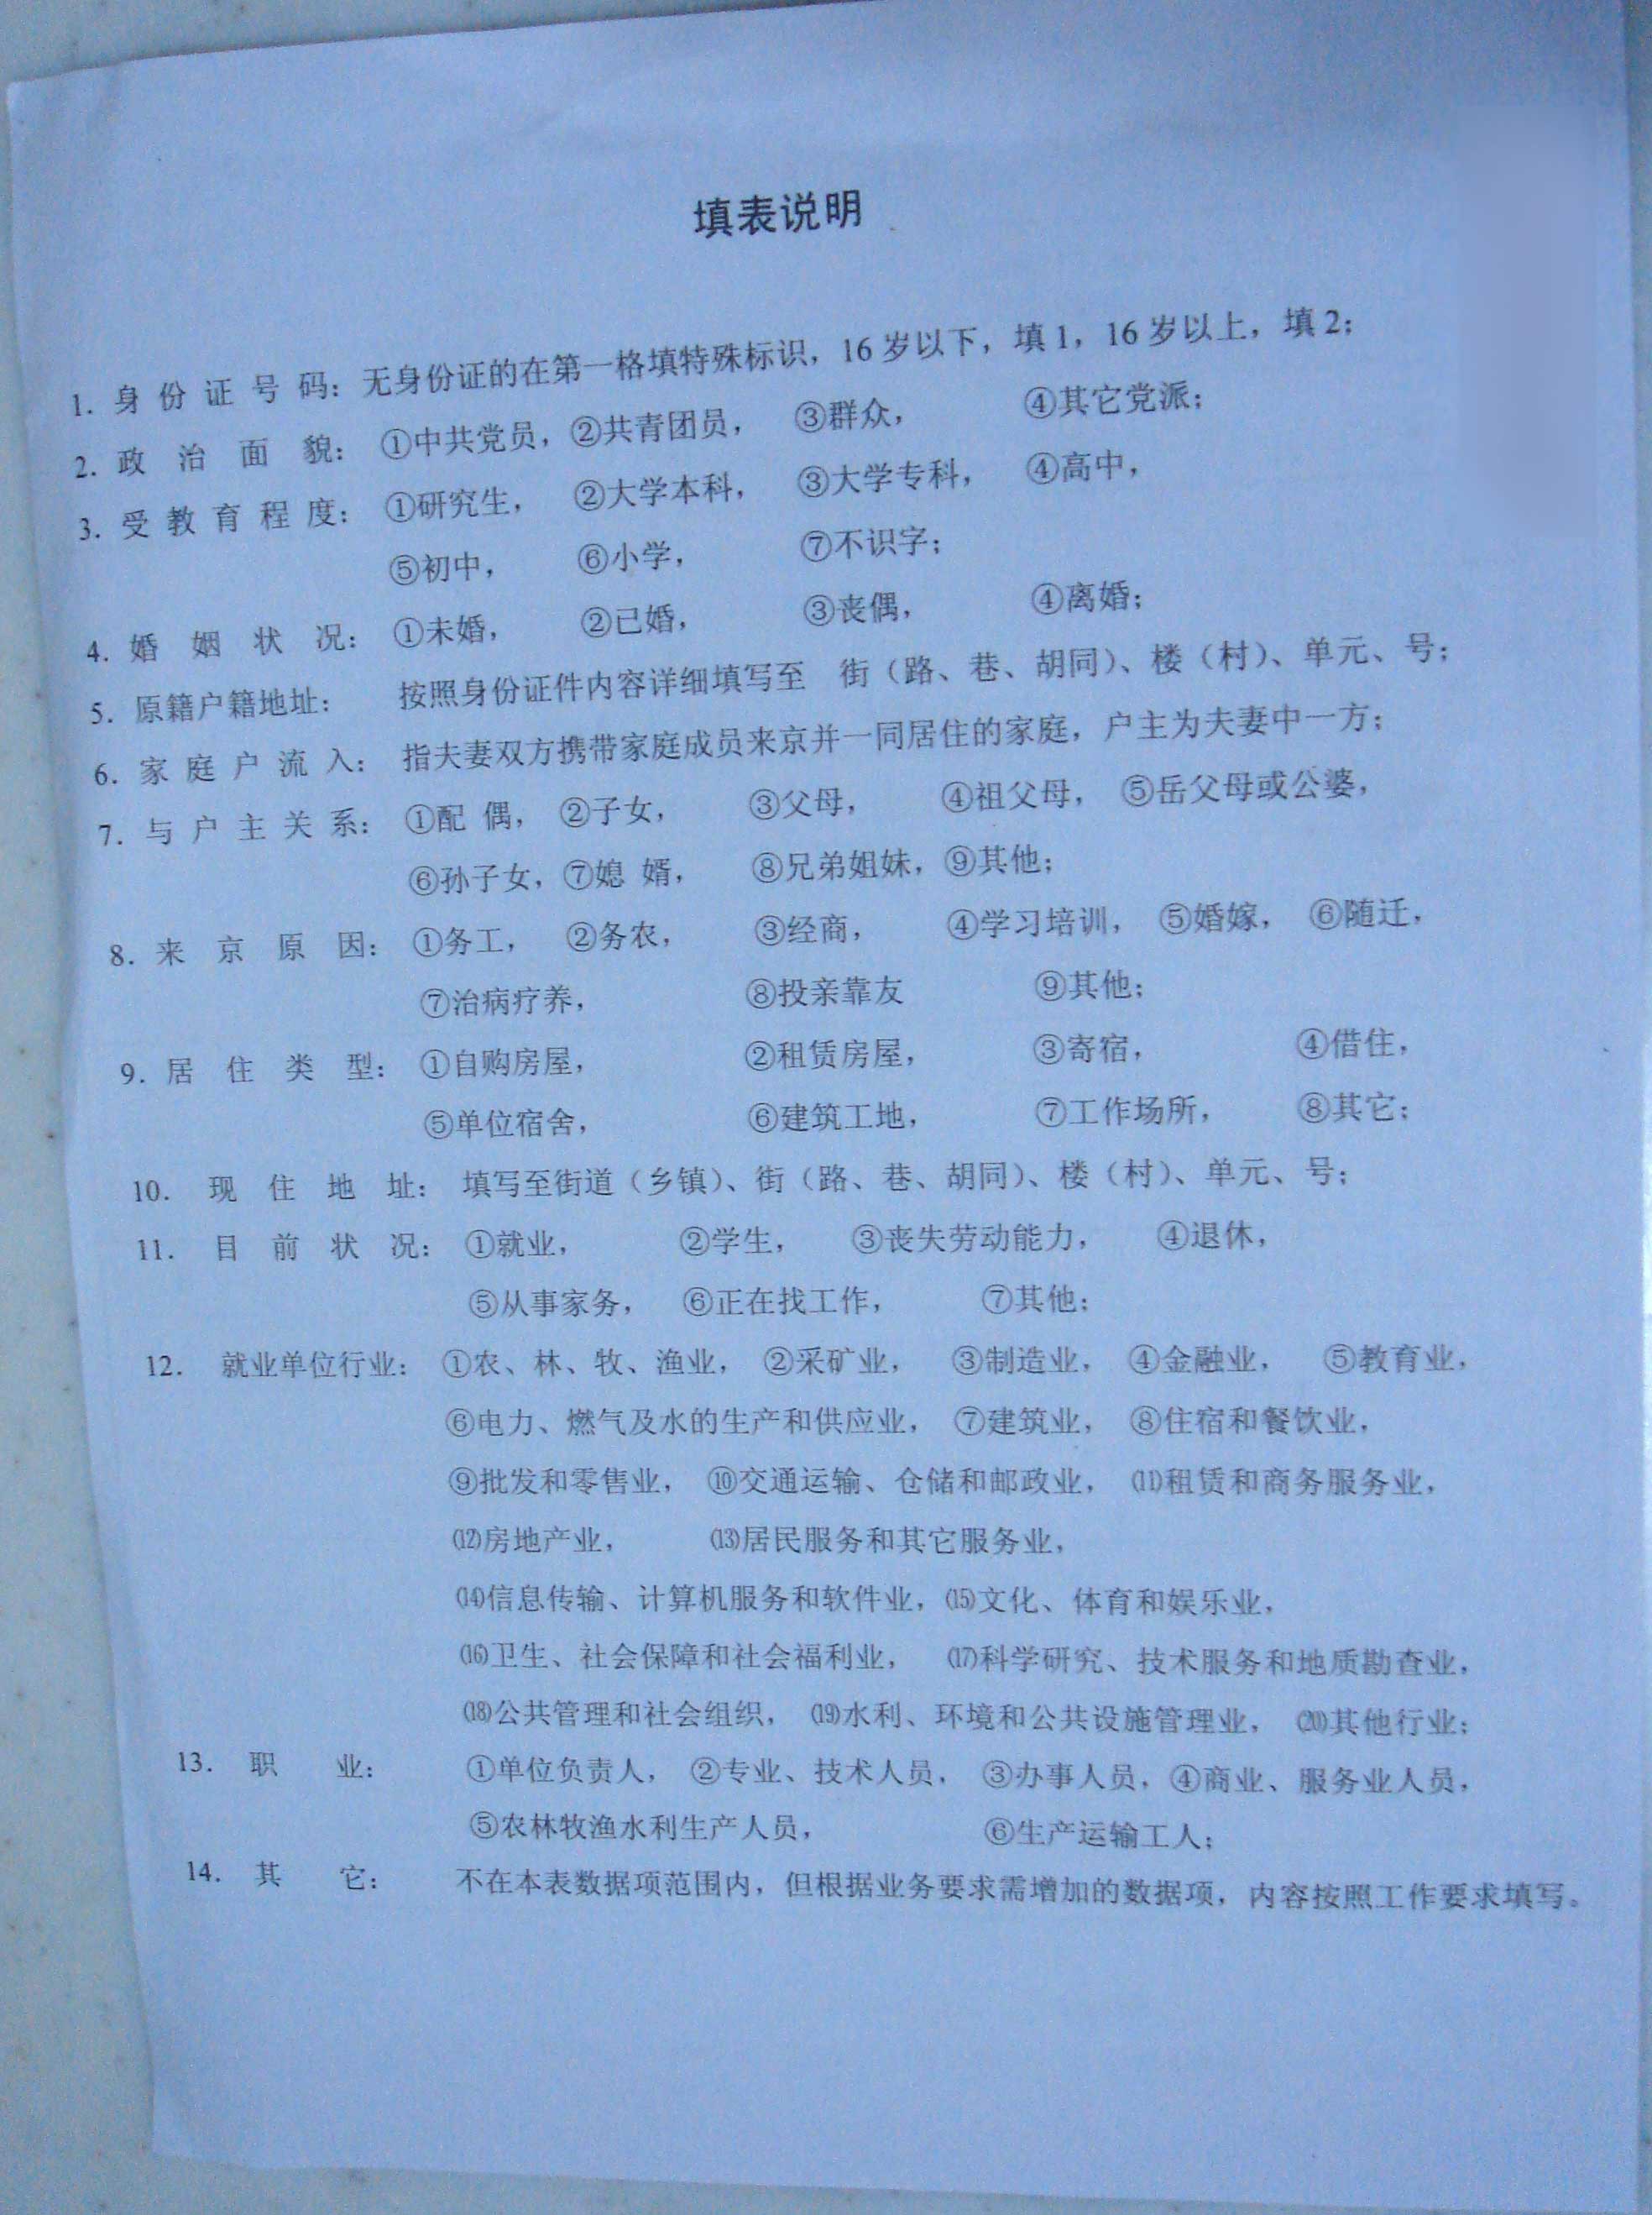 填表说明
1. 身份证号码：无身份证的在第一格填特殊标识，16岁以下，填1，16岁以上，填2；
2. 政治面貌：①中共党员，②共青团员，③群众，④其它党派；
3. 受教育程度：①研究生，②大学本科，③大学专科，④高中，
⑤初中，⑥小学，⑦不识字；
4. 婚姻状况：①未婚，②已婚，③丧偶，④离婚；
5. 原籍户籍地址：按照身份证件内容详细填写至 街（路、巷、胡同）、楼（村）、单元、号；
6. 家庭户流入：指夫妻双方携带家庭成员来京并一同居住的家庭，户主为夫妻中一方；
7. 与户主关系：①配 偶，②子女，③父母，④祖父母，⑤岳父母或公婆，
⑥孙子女，⑦媳 婿，⑧兄弟姐妹，⑨其他；
8. 来京原因：①务工，②务农，③经商，④学习培训，⑤婚嫁，⑥随迁，
⑦治病疗养，⑧投亲靠友 ⑨其他；
9. 居住类型：①自购房屋，②租赁房屋，③寄宿，④借住，
⑤单位宿舍，⑥建筑工地，⑦工作场所，⑧其它；
10. 现住地址：填写至街道（乡镇）、街（路、巷、胡同）、楼（村）、单元、号；
11. 目前状况：①就业，②学生，③丧失劳动能力，④退休，
⑤从事家务，⑥正在找工作，⑦其他；
12. 就业单位行业：①农、林、牧、渔业，②采矿业，③制造业，④金融业，⑤教育业，
⑥电力、燃气及水的生产和供应业，⑦建筑业，⑧住宿和餐饮业，
⑨批发和零售业，⑩交通运输、仓储和邮政业，⑾租赁和商务服务业，
⑿房地产业，⒀居民服务和其它服务业，
⒁信息传输、计算机服务和软件业，⒂文化、体育和娱乐业，
⒃卫生、社会保障和社会福利业，⒄科学研究、技术服务和地质勘查业，
⒅公共管理和社会组织，⒆水利、环境和公共设施管理业，⒇其他行业；
13. 职业：①单位负责人，②专业、技术人员，③办事人员，④商业、服务业人员，
⑤农林牧渔水利生产人员，⑥生产运输工人；
14. 其它：不在本表数据项范围内，但根据业务要求需增加的数据项，内容按照工作要求填写。